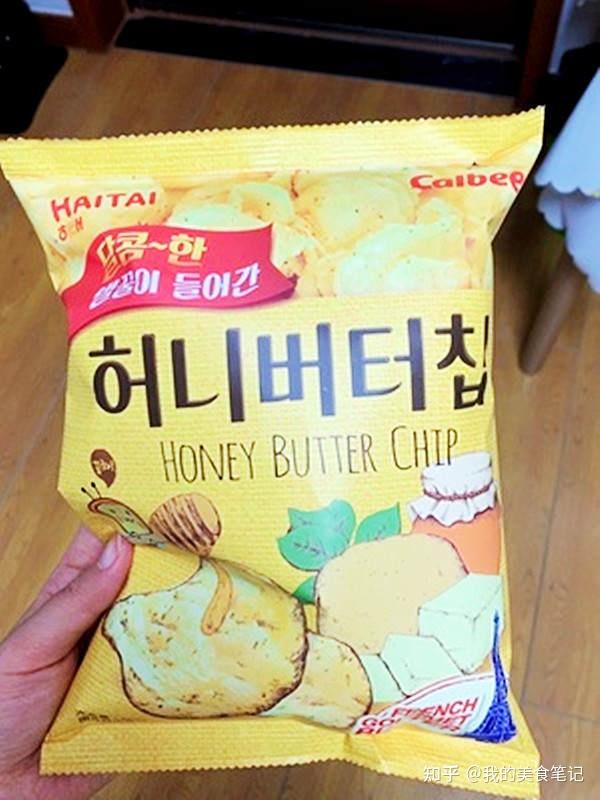 HAITAI
Calbee
해태
달콤~한
벌꿀이 들어간
허니버터칩
HONEY BUTTER CHIP
FRENCH
GOURMET
知乎 @我的美食笔记